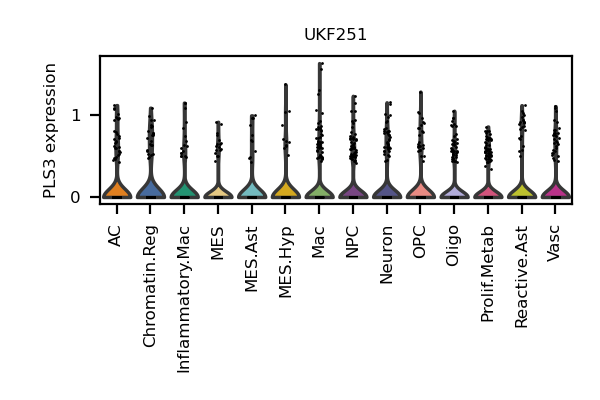 UKF251
PLS3 expression
1
0
AC
Chromatin.Reg
Inflammatory.Mac
MES
MES.Ast
MES.Hyp
Mac
NPC
Neuron
OPC
Oligo
Prolif.Metab
Reactive.Ast
Vasc